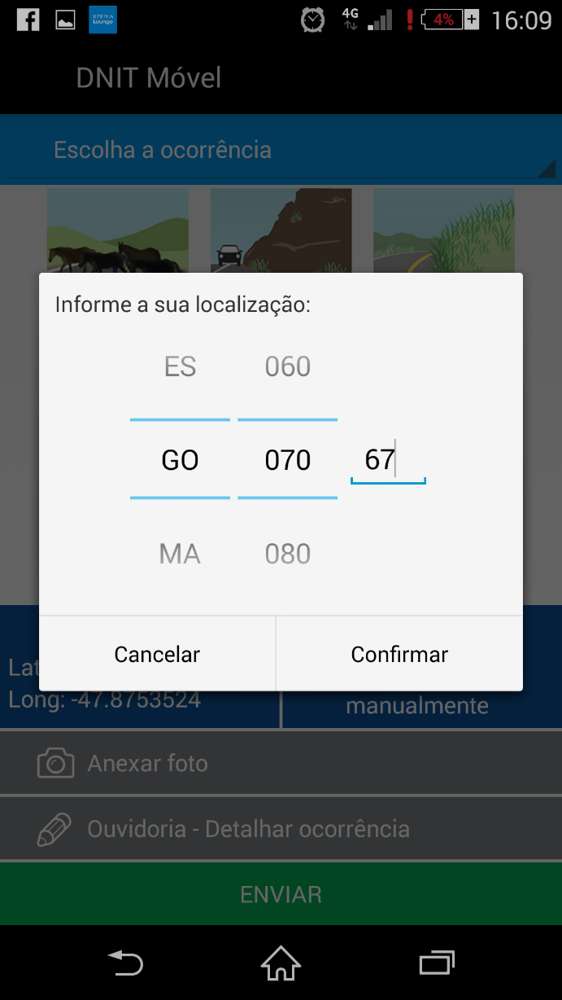 XPERIA
Lounge
4G
4%
16:09
DNIT Móvel
Escolha a ocorrência
Informe a sua localização:
ES 060
GO 070 67
MA 080
Cancelar Confirmar
Lat
Long: -47.8753524
manualmente
Anexar foto
Ouvidoria - Detalhar ocorrência
ENVIAR